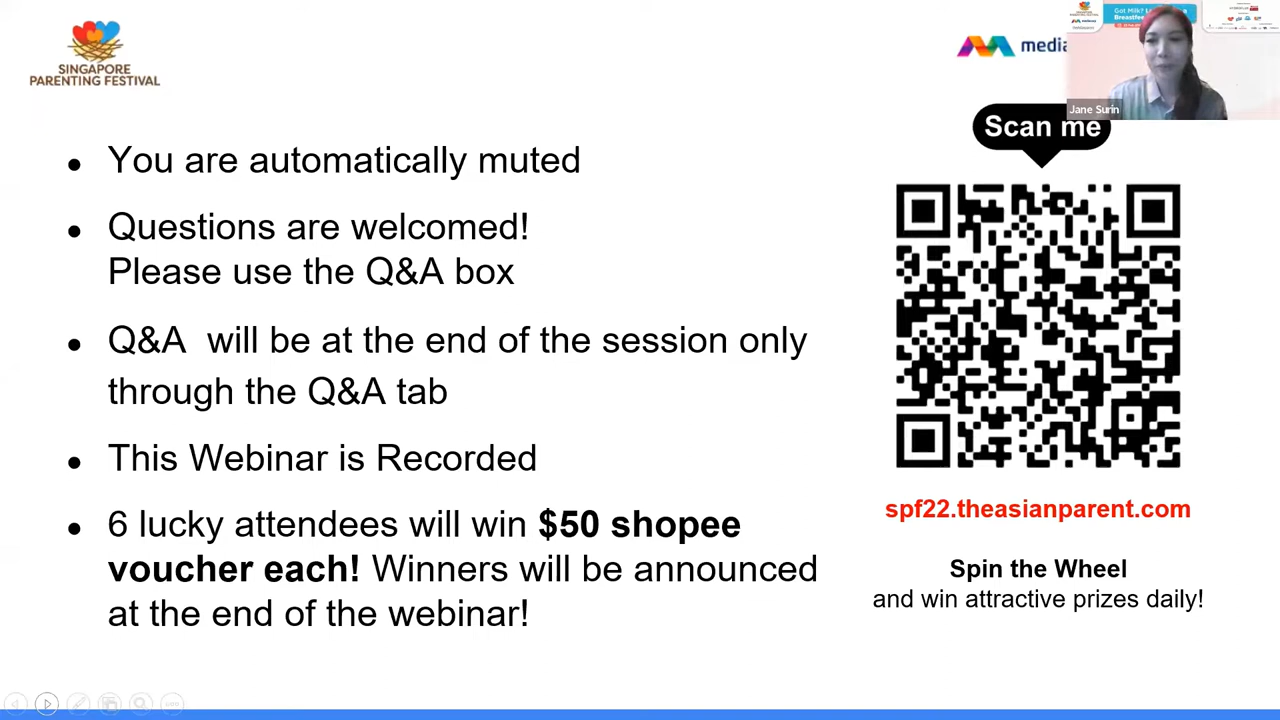 SINGAPORE
PARENTING FESTIVAL
media
Got Milk?
Breastfee
Jane Surin
Scan me
You are automatically muted
Questions are welcomed!
Please use the Q&A box
Q&A will be at the end of the session only
through the Q&A tab
This Webinar is Recorded
6 lucky attendees will win $50 shopee
voucher each! Winners will be announced
at the end of the webinar!
spf22.theasianparent.com
Spin the Wheel
and win attractive prizes daily!